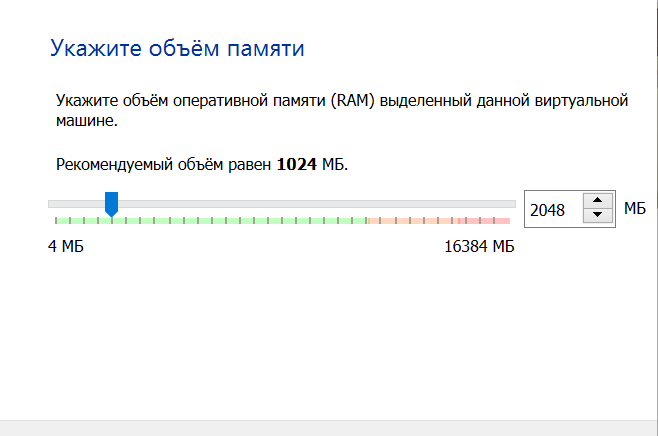 Укажите объём памяти
Укажите объём оперативной памяти (RAM) выделенный данной виртуальной
машине.
Рекомендуемый объём равен 1024 МБ.
2048 МБ
4 МБ 16384 МБ